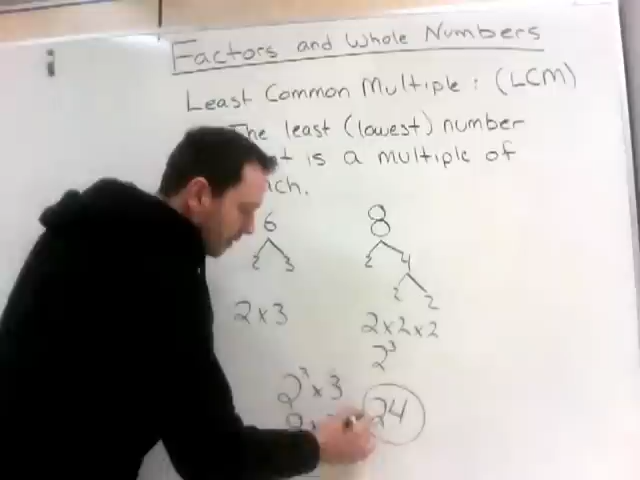 Factors and Whole Numbers
Least Common Multiple : (LCM)
The least (lowest) number
is a multiple of
6 8
2 3 2 4
2 2
2 x 3 2 x 2 x 2
2³
2³ x 3
24